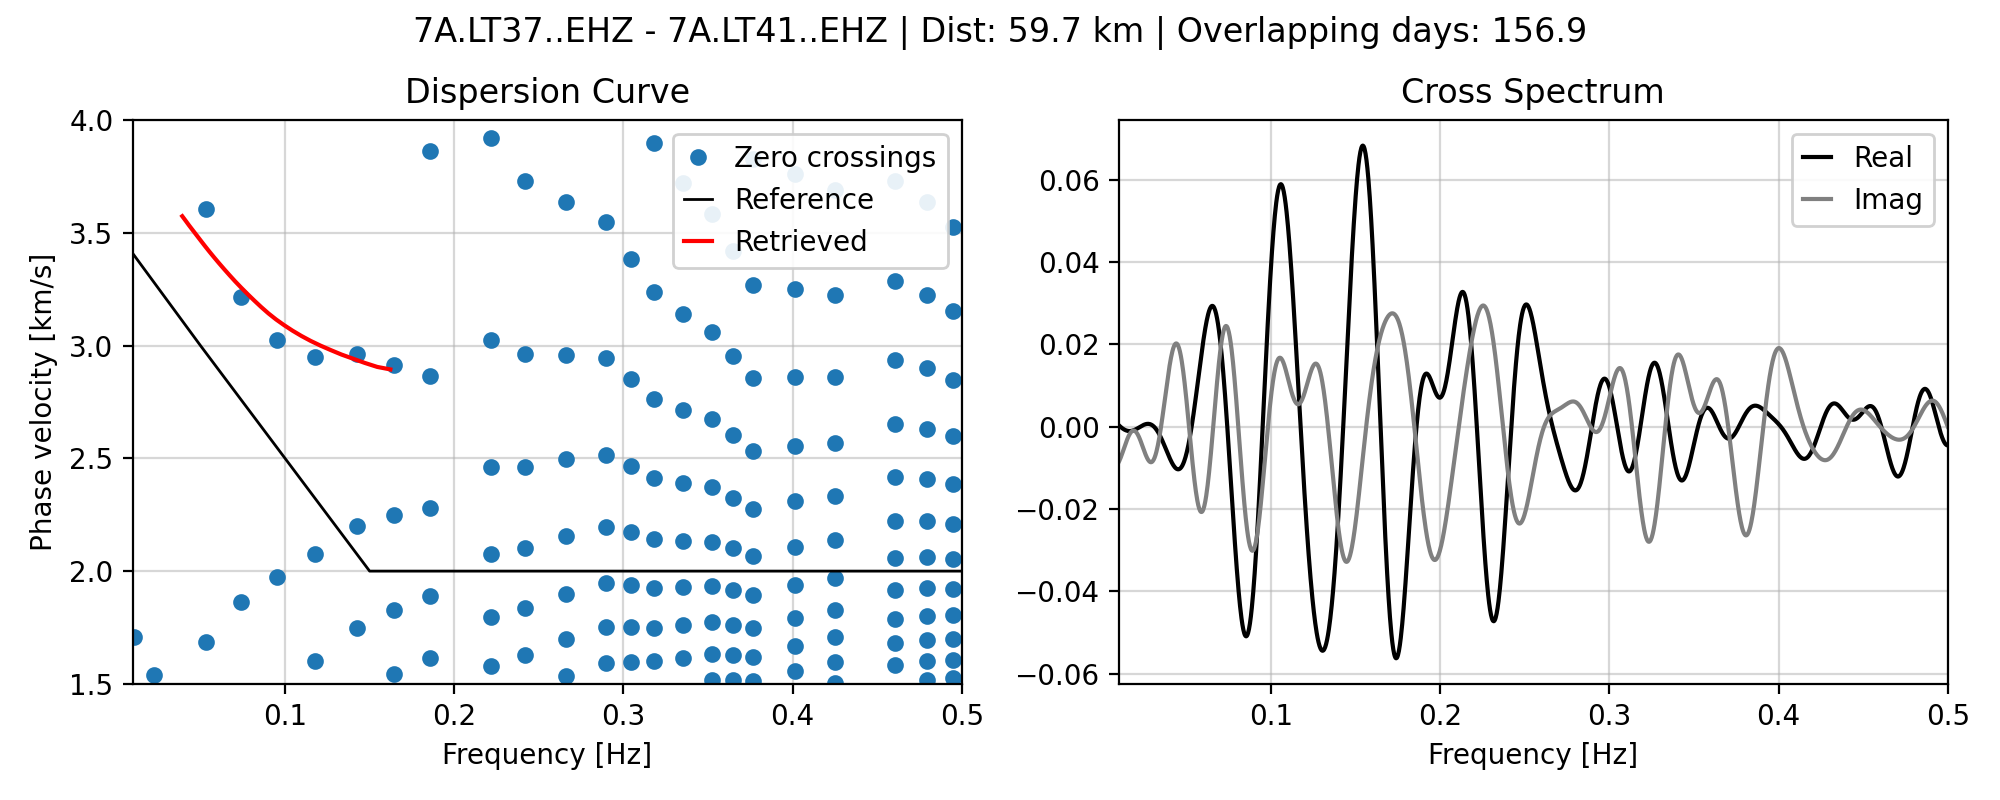 7A.LT37..EHZ - 7A.LT41..EHZ | Dist: 59.7 km | Overlapping days: 156.9
Dispersion Curve
4.0
3.5
3.0
2.5
2.0
1.5
Phase velocity [km/s]
0.1
0.2
0.3
0.4
0.5
Frequency [Hz]
Zero crossings
Reference
Retrieved
Cross Spectrum
0.06
0.04
0.02
0.00
−0.02
−0.04
−0.06
0.1
0.2
0.3
0.4
0.5
Frequency [Hz]
Real
Imag